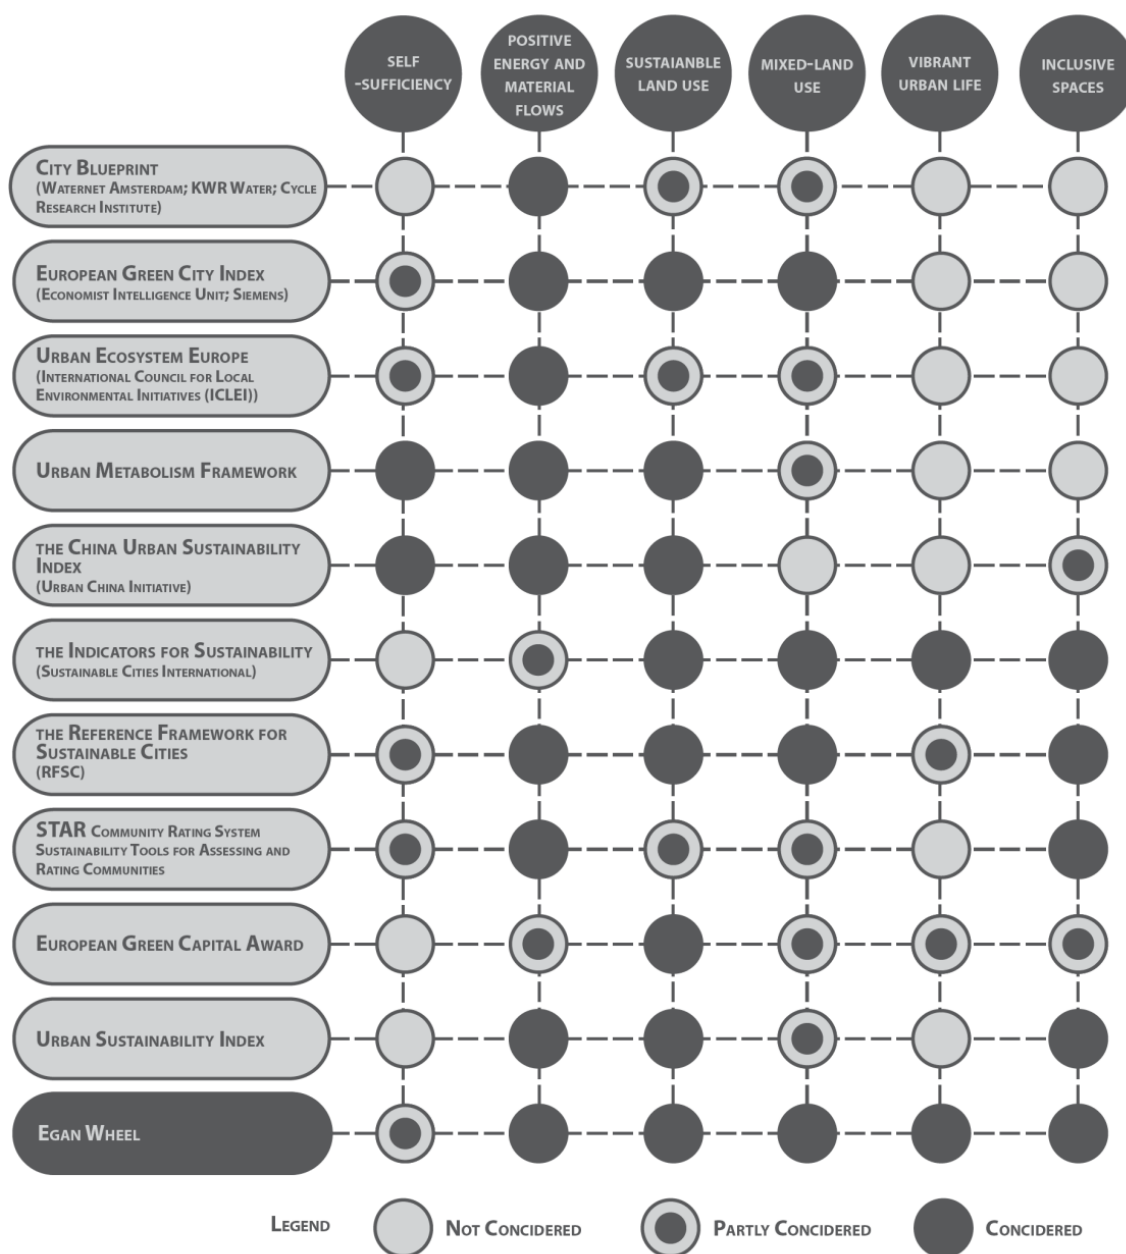 SELF
-SUFFICIENCY
POSITIVE
ENERGY AND
MATERIAL
FLOWS
SUSTAIANBLE
LAND USE
MIXED-LAND
USE
VIBRANT
URBAN LIFE
INCLUSIVE
SPACES
CITY BLUEPRINT
(WATERNET AMSTERDAM; KWR WATER; CYCLE
RESEARCH INSTITUTE)
EUROPEAN GREEN CITY INDEX
(ECONOMIST INTELLIGENCE UNIT; SIEMENS)
URBAN ECOSYSTEM EUROPE
(INTERNATIONAL COUNCIL FOR LOCAL
ENVIRONMENTAL INITIATIVES (ICLEI))
URBAN METABOLISM FRAMEWORK
THE CHINA URBAN SUSTAINABILITY
INDEX
(URBAN CHINA INITIATIVE)
THE INDICATORS FOR SUSTAINABILITY
(SUSTAINABLE CITIES INTERNATIONAL)
THE REFERENCE FRAMEWORK FOR
SUSTAINABLE CITIES
(RFSC)
STAR COMMUNITY RATING SYSTEM
SUSTAINABILITY TOOLS FOR ASSESSING AND
RATING COMMUNITIES
EUROPEAN GREEN CAPITAL AWARD
URBAN SUSTAINABILITY INDEX
EGAN WHEEL
LEGEND
NOT CONCIDERED
PARTLY CONCIDERED
CONCIDERED